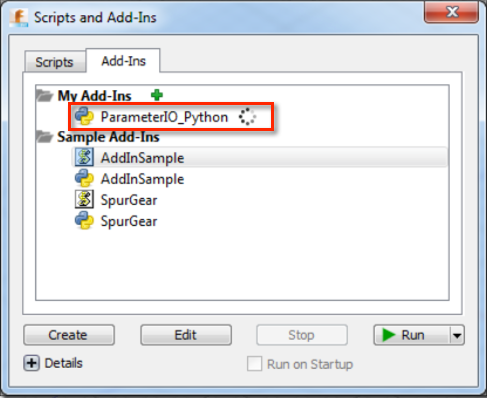 Scripts and Add-Ins
Scripts
Add-Ins
My Add-Ins
ParameterIO_Python
Sample Add-Ins
AddInSample
AddInSample
SpurGear
SpurGear
Create
Edit
Stop
Run
Details
Run on Startup